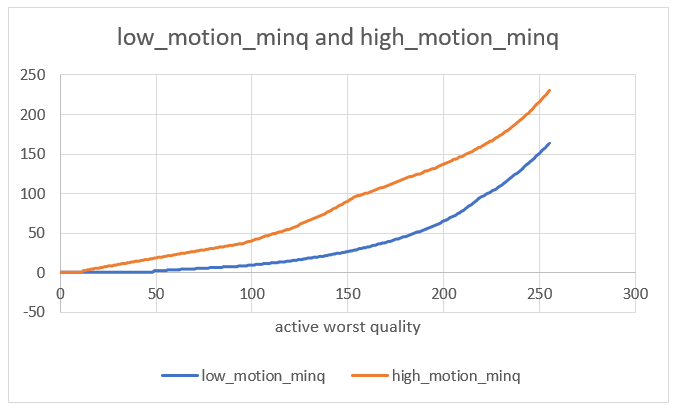 low_motion_minq and high_motion_minq
250
200
150
100
50
0
-50
0 50 100 150 200 250 300
active worst quality
low_motion_minq high_motion_minq